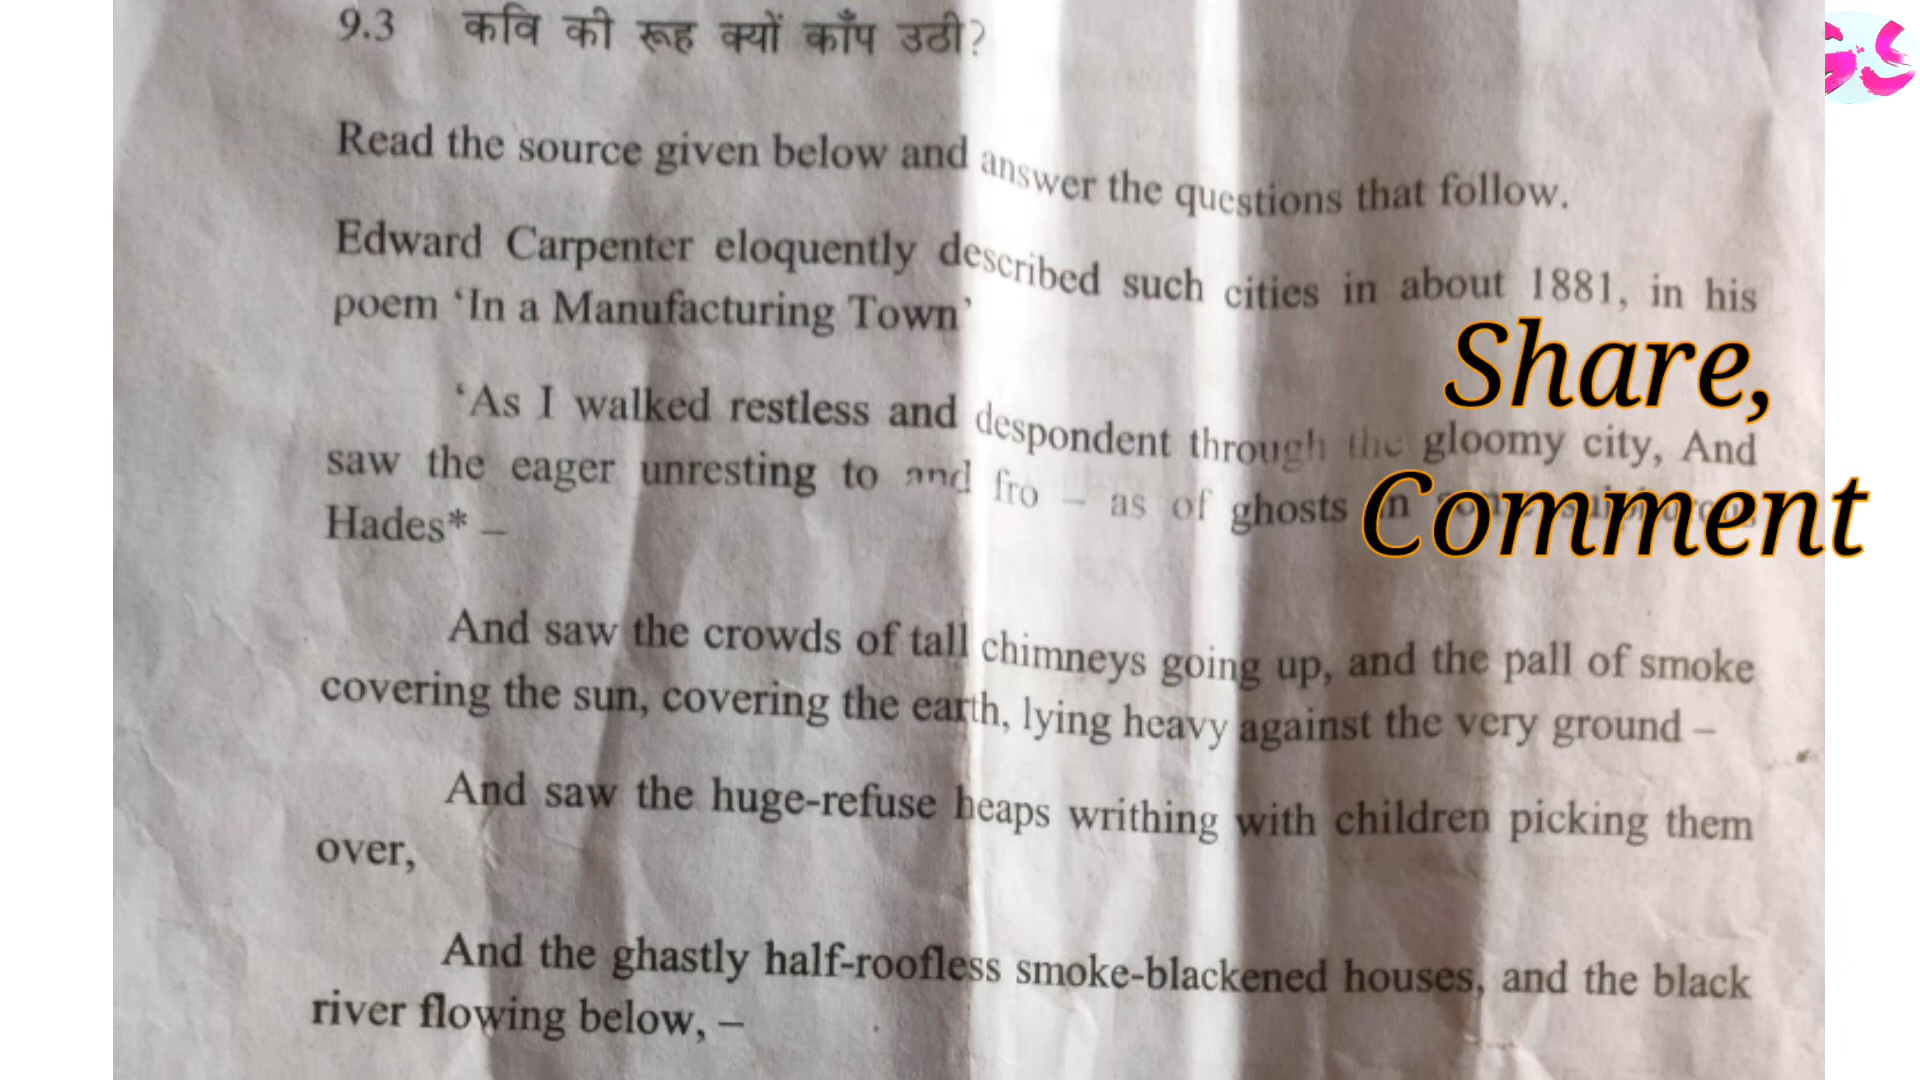 9.3 कवि की रूह क्यों काँप उठी?
Read the source given below and answer the questions that follow.
Edward Carpenter eloquently described such cities in about 1881, in his
poem ‘In a Manufacturing Town’
Share,
‘As I walked restless and despondent through the gloomy city, And
saw the eager unresting to and fro – as of ghosts in
Comment
Hades* –
And saw the crowds of tall chimneys going up, and the pall of smoke
covering the sun, covering the earth, lying heavy against the very ground –
And saw the huge-refuse heaps writhing with children picking them
over,
And the ghastly half-roofless smoke-blackened houses, and the black
river flowing below, –